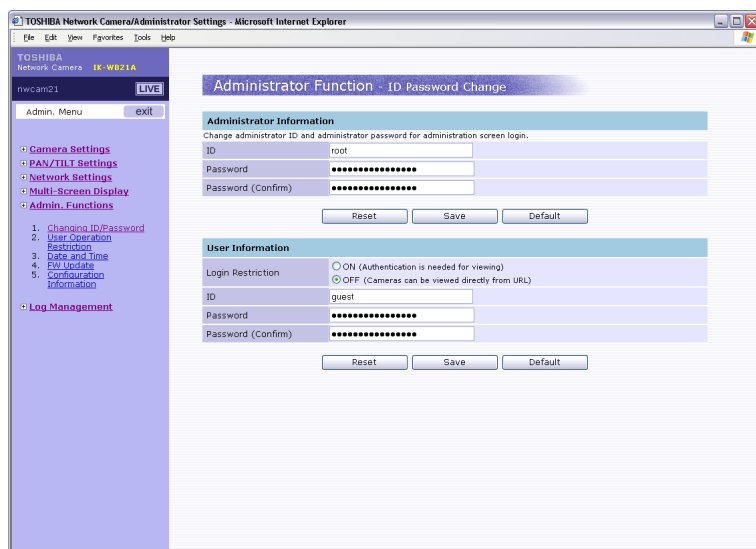 TOSHIBA Network Camera/Administrator Settings - Microsoft Internet Explorer
File Edit View Favorites Tools Help
TOSHIBA
Network Camera IK-WB21A
nwcam21 LIVE
Admin. Menu exit
Camera Settings
PAN/TILT Settings
Network Settings
Multi-Screen Display
Admin. Functions
1. Changing ID/Password
2. User Operation
Restriction
3. Date and Time
4. FW Update
5. Configuration
Information
Log Management
Administrator Function - ID Password Change
Administrator Information
Change administrator ID and administrator password for administration screen login.
ID root
Password ●●●●●●●●●●●●●●●●
Password (Confirm) ●●●●●●●●●●●●●●●●
Reset Save Default
User Information
Login Restriction
ON (Authentication is needed for viewing)
OFF (Cameras can be viewed directly from URL)
ID guest
Password ●●●●●●●●●●●●●●●●
Password (Confirm) ●●●●●●●●●●●●●●●●
Reset Save Default